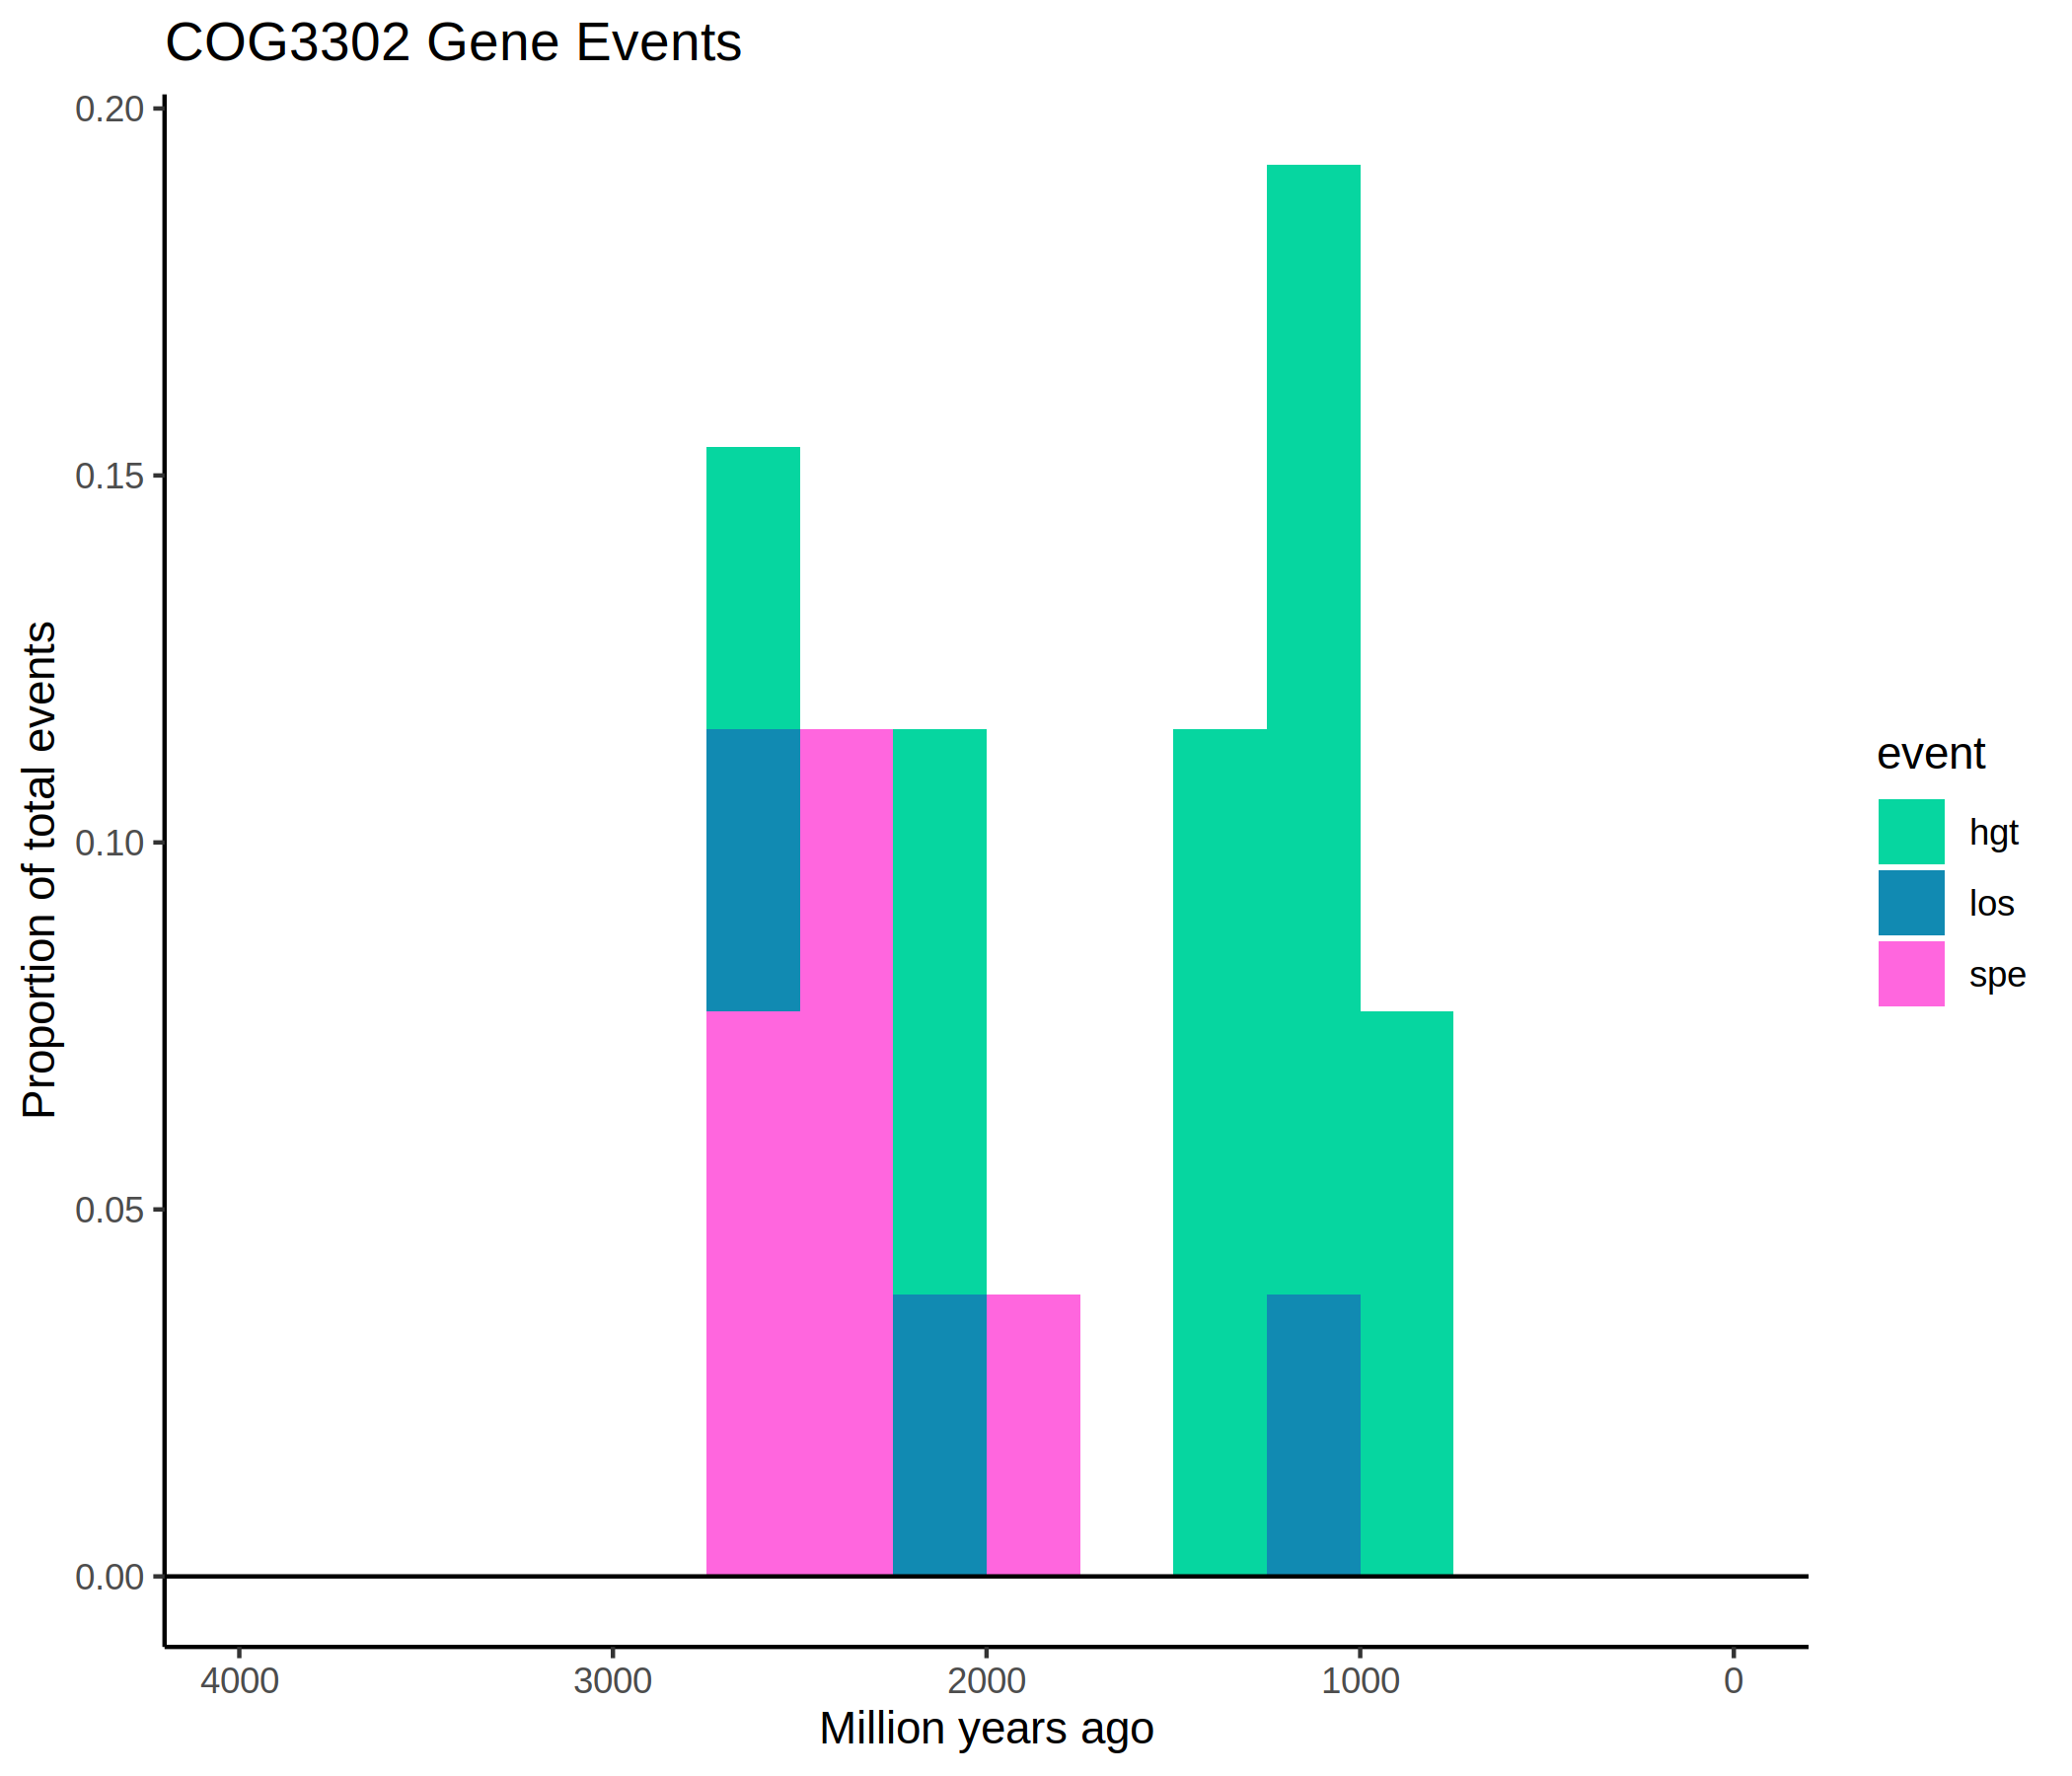 COG3302 Gene Events
Proportion of total events
0.20
0.15
0.10
0.05
0.00
4000
3000
2000
1000
0
Million years ago
event
hgt
los
spe